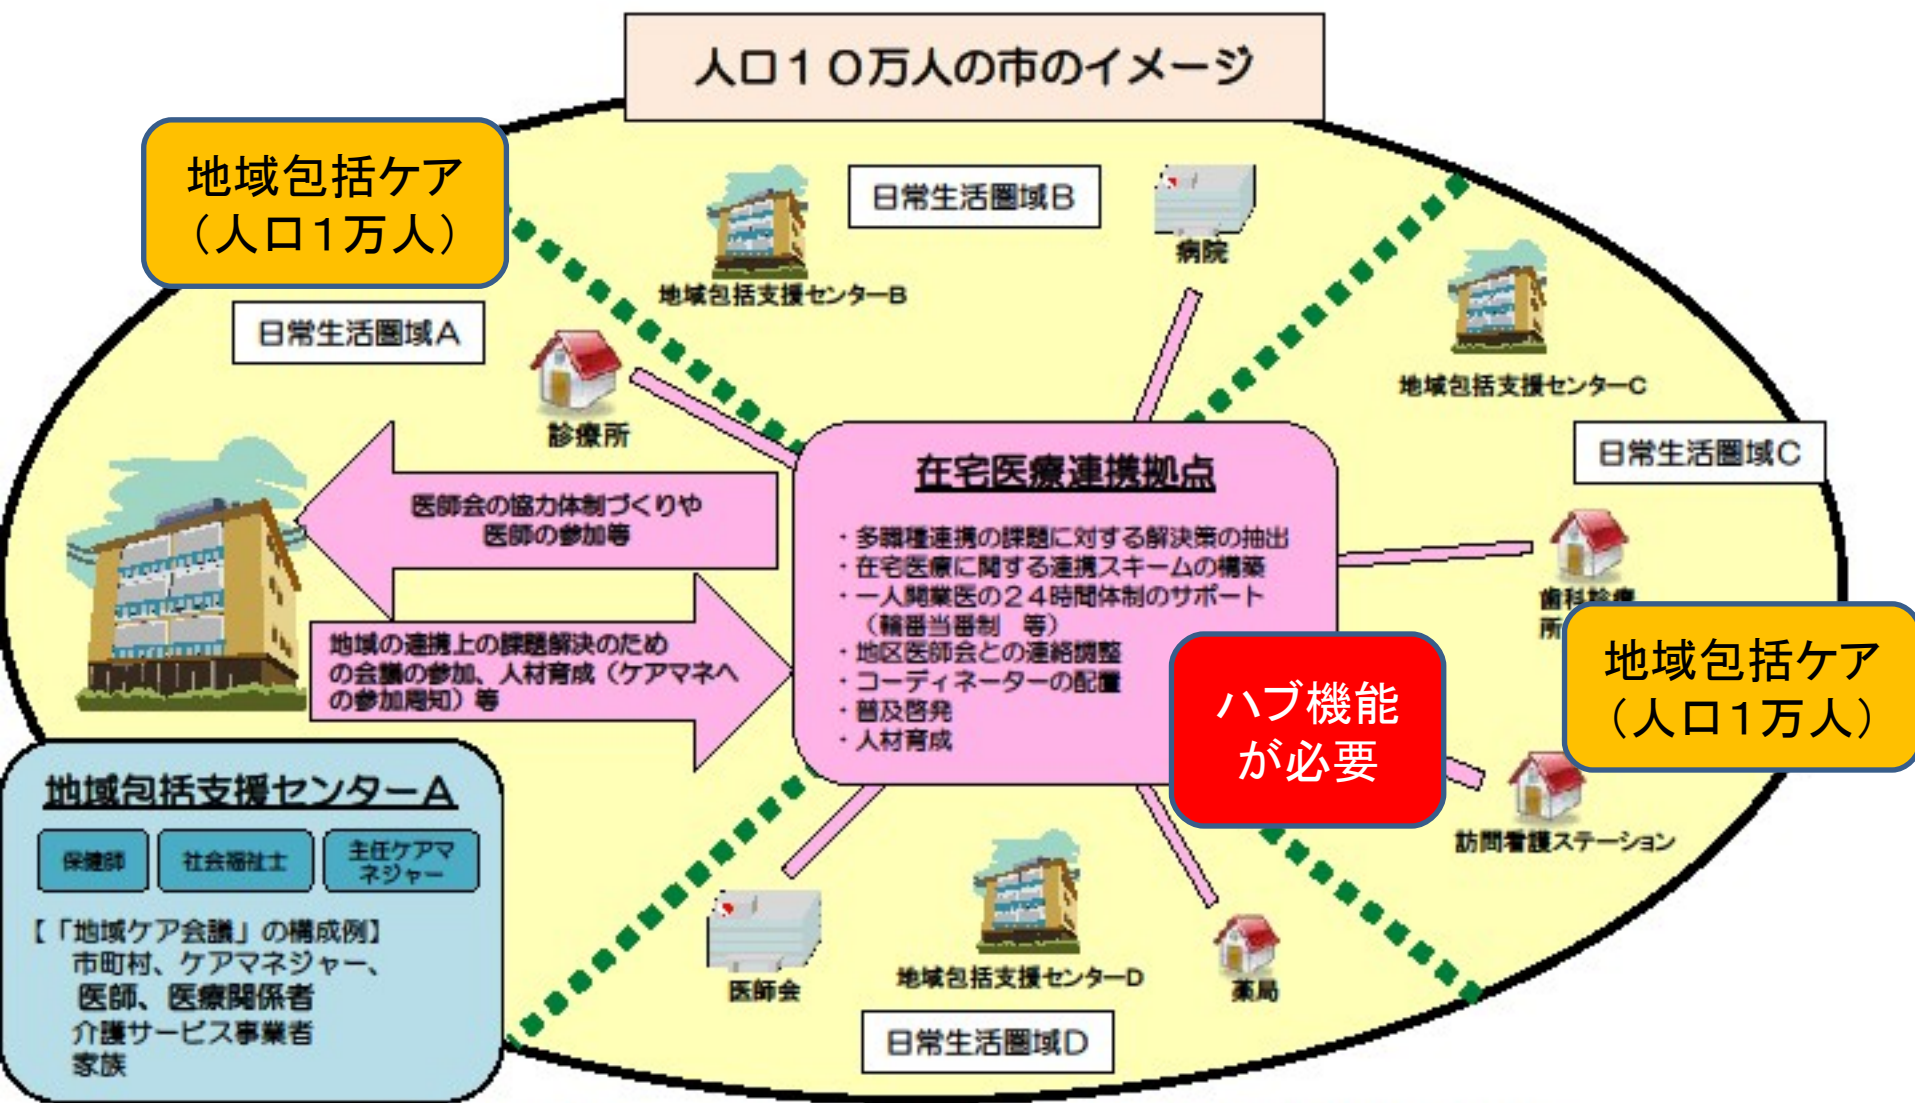 人口１０万人の市のイメージ
地域包括ケア
（人口1万人）
日常生活圏域Ｂ
病院
地域包括支援センターＢ
日常生活圏域Ａ
診療所
地域包括支援センターＣ
日常生活圏域Ｃ
医師会の協力体制づくりや
医師の参加等
地域の連携上の課題解決のため
の会議の参加、人材育成（ケアマネへ
の参加周知）等
在宅医療連携拠点
・多職種連携の課題に対する解決策の抽出
・在宅医療に関する連携スキームの構築
・一人開業医の２４時間体制のサポート
（輪番当番制　等）
・地区医師会との連絡調整
・コーディネーターの配置
・普及啓発
・人材育成
ハブ機能
が必要
歯科診療
所
地域包括ケア
（人口1万人）
訪問看護ステーション
地域包括支援センターＡ
保健師
社会福祉士
主任ケアマ
ネジャー
【「地域ケア会議」の構成例】
市町村、ケアマネジャー、
医師、医療関係者
介護サービス事業者
家族
医師会
地域包括支援センターＤ
薬局
日常生活圏域Ｄ